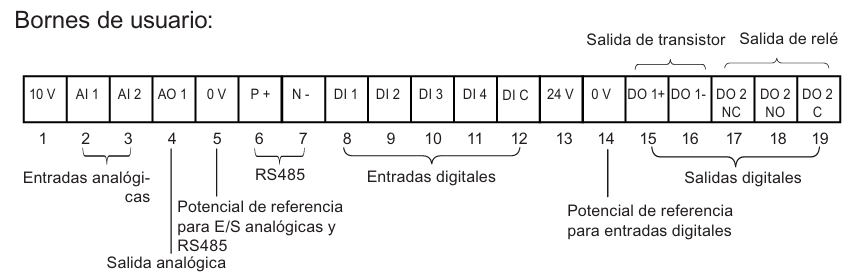 Bornes de usuario:
Salida de transistor
Salida de relé
10 V
AI 1
AI 2
AO 1
0 V
P +
N -
DI 1
DI 2
DI 3
DI 4
DI C
24 V
0 V
DO 1+
DO 1-
DO 2
NC
DO 2
NO
DO 2
C
1
2
3
4
5
6
7
8
9
10
11
12
13
14
15
16
17
18
19
Entradas analógi-
cas
RS485
Entradas digitales
Salidas digitales
Potencial de referencia
para E/S analógicas y
RS485
Potencial de referencia
para entradas digitales
Salida analógica